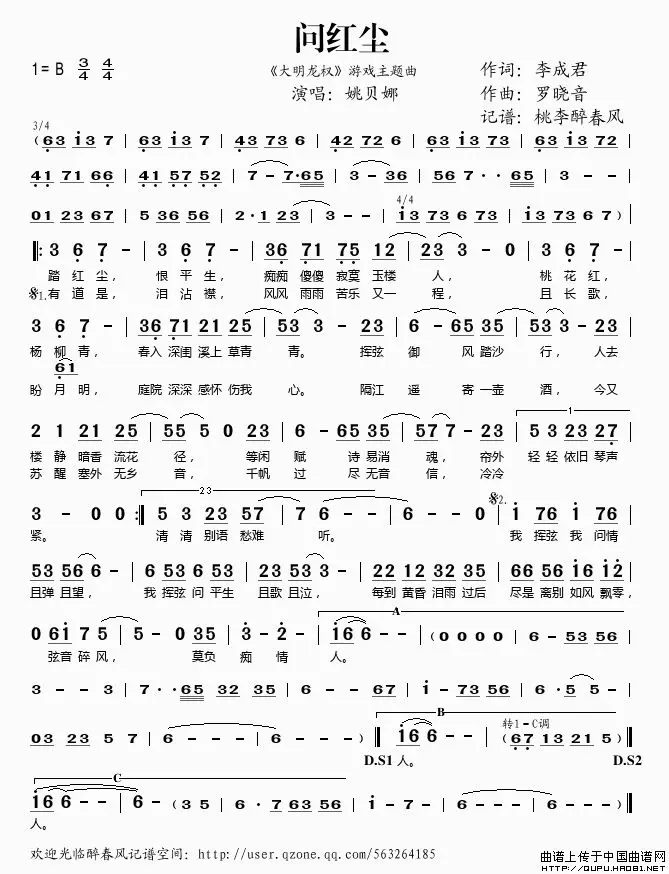 问红尘
1= B 3/4 4/4
《大明龙权》游戏主题曲
演唱：姚贝娜
作词：李成君
作曲：罗晓音
记谱：桃李醉春风
3/4
(63 i3 7 | 63 i3 7 | 43 73 6 | 42 72 6 | 63 i3 73 | 63 i3 72 |
41 71 66 | 41 57 52 | 7 - 7·65 | 3 - 36 | 56 7··65 | 3 - - |
4/4
01 23 67 | 5 36 56 | 2·1 23 | 3 - - | i3 73 6 73 | i3 73 67 6 7) |
|: 3 6 7 - | 3 6 7 - | 36 71 75 12 | 23 3 - 0 | 3 6 7 - |
踏 红 尘， 恨 平 生， 痴痴 傻傻 寂寞 玉楼 人， 桃 花 红，
1. 有 道 是， 泪 沾 襟， 风风 雨雨 苦乐 又一 程， 且 长 歌，
3 6 7 - | 36 71 21 25 | 53 3 - 23 | 6 - 65 35 | 53 3 - 23 |
杨 柳 青， 春入 深闺 溪上 草青 青。 挥弦 御 风 踏沙 行， 人去
61
盼 月 明， 庭院 深深 感怀 伤我 心。 隔江 遥 寄 一壶 酒， 今又
1
2 1 21 25 | 55 5 0 23 | 6 - 65 35 | 57 7 - 23 | 5 3 23 27 |
楼 静 暗香 流花 径， 等闲 赋 诗 易消 魂， 帘外 轻 轻 依旧 琴声
苏 醒 塞外 无乡 音， 千帆 过 尽 无音 信， 冷冷
23
2.
3 - 0 0 :| 5 3 23 57 | 7 6 - - | 6 - - 0 | i 76 i 76 |
紧。 清 清 别语 愁难 听。 我 挥弦 我 问情
53 56 6 - | 6 53 6 53 | 23 53 3 - | 22 22 12 35 | 66 56 16 12 |
且弹 且望， 我 挥弦 问 平生 且歌 且泣， 每到 黄昏 泪雨 过后 尽是 离别 如风 飘零，
A
0 61 7 5 | 5 - 0 35 | 3 - 2 - | i6 6 - - | (0 0 0 0 | 6 - 53 56 |
弦音 碎 风， 莫负 痴 情 人。
3 - - 3 | 7··65 32 35 | 6 - - 67 | i - 73 56 | 6 ·5 5 - |
B
转1=C调
03 23 5 7 | 6 - - - | 6 - - -) | i6 6 - - | (67 13 21 5) |
D.S1 人。 D.S2
C
i6 6 - - | 6 - (35 | 6·7 63 56 | 3 - - 2 | 6 - - - | 6 - - -) |
人。
欢迎光临醉春风记谱空间：http://user.qzone.qq.com/563264185
曲谱上传于中国曲谱网
HTTP://QUPU.HAO81.NET